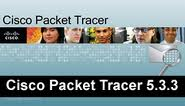 Cisco Packet Tracer
CISCO
Cisco Packet Tracer 5.3.3